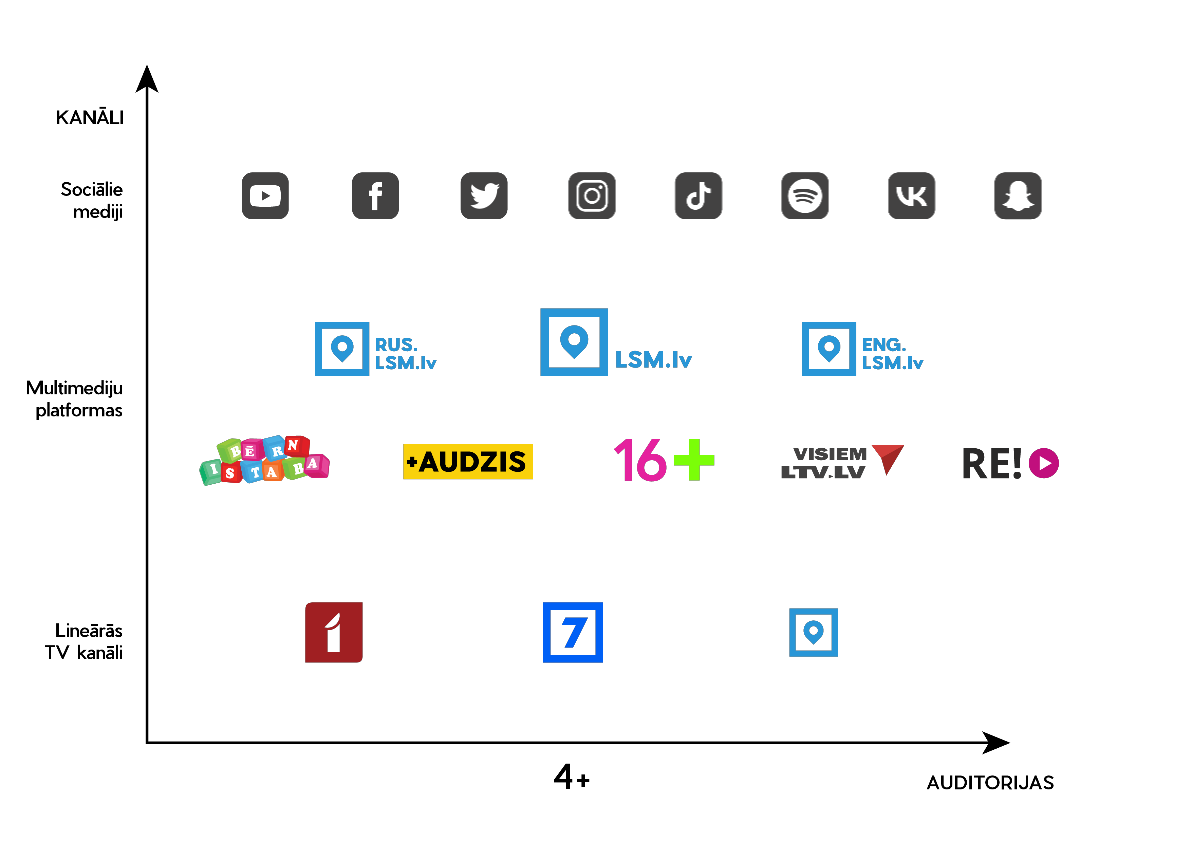 KANĀLI
Sociālie
mediji
f
VK
RUS.
LSM.lv
LSM.lv
ENG.
LSM.lv
Multimediju
platformas
BĒRN
ISTABA
+AUDZIS
16+
VISIEM
LTV.LV
RE!
Lineārās
TV kanāli
1
7
4+
AUDITORIJAS